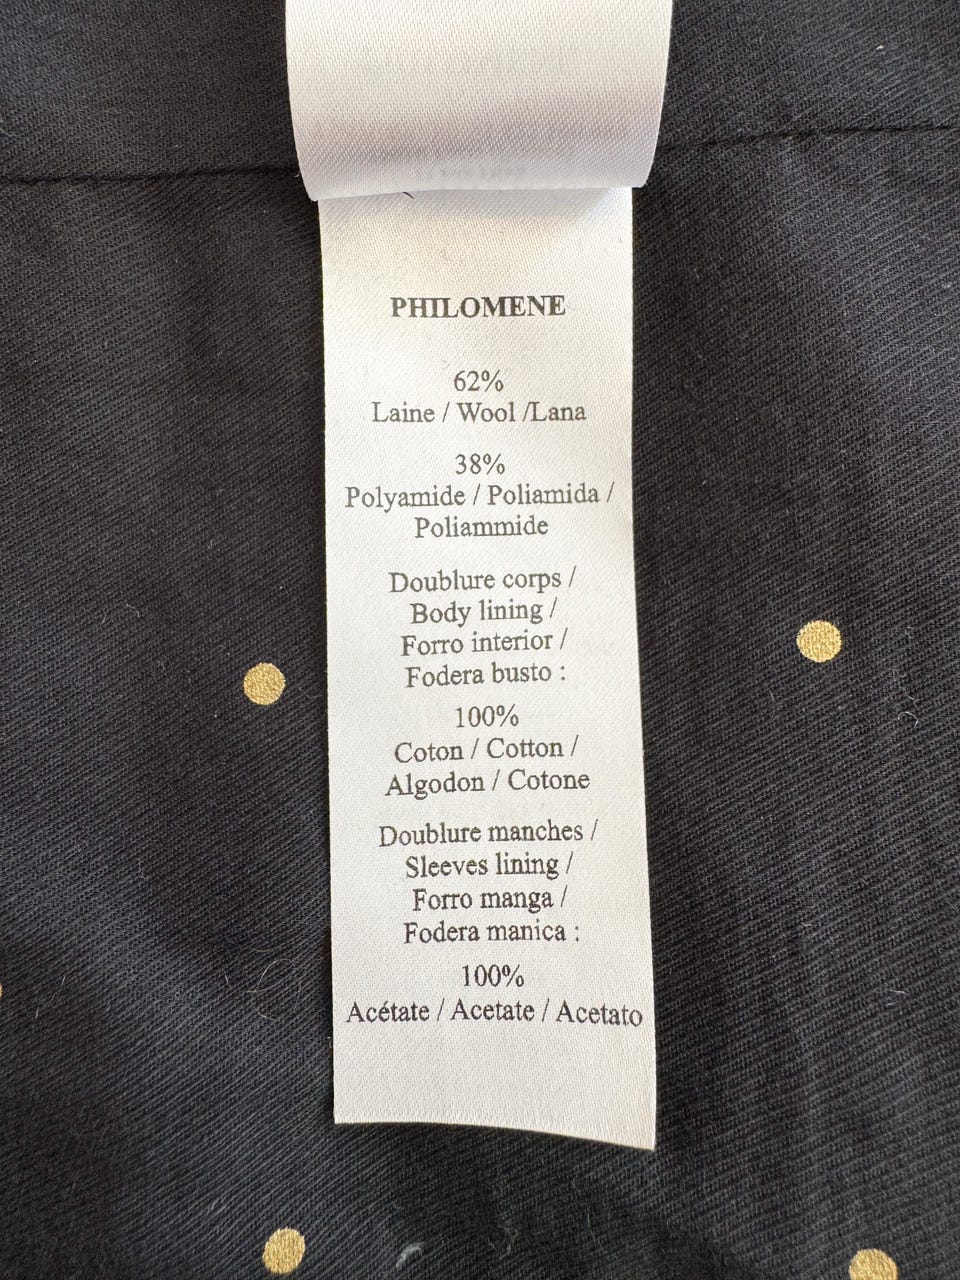 PHILOMENE
62%
Laine / Wool /Lana
38%
Polyamide / Poliamida /
Poliammide
Doublure corps /
Body lining /
Forro interior /
Fodera busto :
100%
Coton / Cotton /
Algodon / Cotone
Doublure manches /
Sleeves lining /
Forro manga /
Fodera manica :
100%
Acétate / Acetate / Acetato